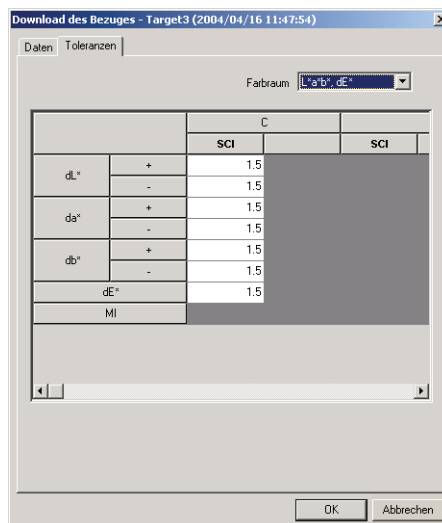 Download des Bezuges - Target3 (2004/04/16 11:47:54)
Daten Toleranzen
Farbraum L*a*b*, dE*
C
SCI SCI
dL* + 1.5
- 1.5
da* + 1.5
- 1.5
db* + 1.5
- 1.5
dE* 1.5
MI
OK Abbrechen